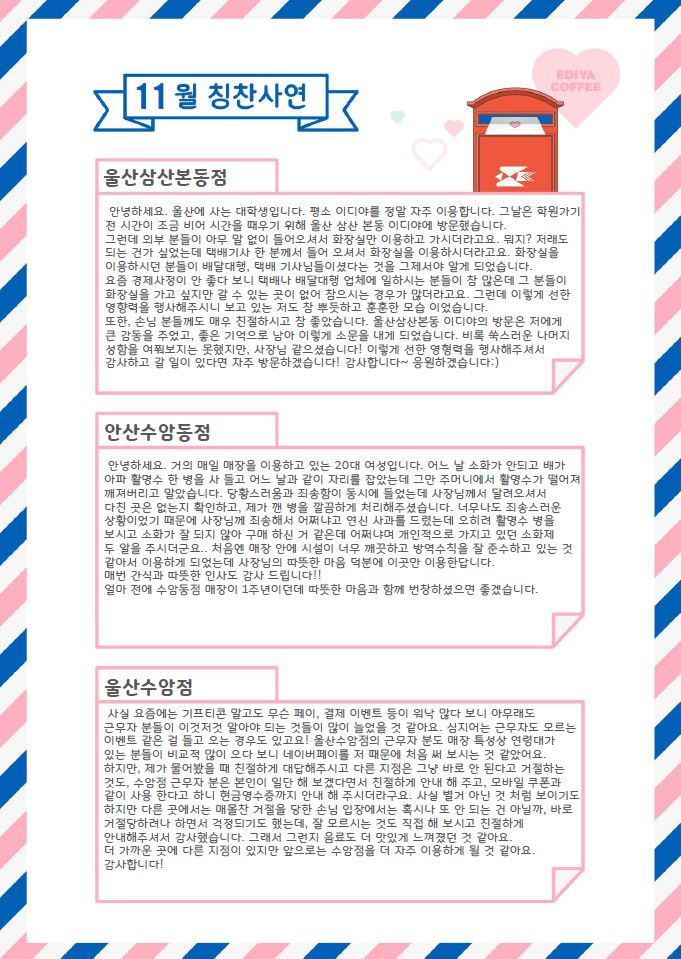 EDIYA
COFFEE
11월 칭찬사연
울산삼산본동점
안녕하세요. 울산에 사는 대학생입니다. 평소 이디야를 정말 자주 이용합니다. 그날은 학원가기
전 시간이 조금 비어 시간을 때우기 위해 울산 삼산 본동 이디야에 방문했습니다.
그런데 외부 분들이 아무 말 없이 들어오셔서 화장실만 이용하고 가시더라고요. 뭐지? 저래도
되는 건가 싶었는데 택배기사 한 분께서 들어 오셔서 화장실을 이용하시더라고요. 화장실을
이용하시던 분들이 배달대행, 택배 기사님들이셨다는 것을 그제서야 알게 되었습니다.
요즘 경제사정이 안 좋다 보니 택배나 배달대행 업체에 일하시는 분들이 참 많은데 그 분들이
화장실을 가고 싶지만 갈 수 있는 곳이 없어 참으시는 경우가 많더라고요. 그런데 이렇게 선한
영향력을 행사해주시니 보고 있는 저도 참 뿌듯하고 훈훈한 모습 이었습니다.
또한, 손님 분들께도 매우 친절하시고 참 좋았습니다. 울산삼산본동 이디야의 방문은 저에게
큰 감동을 주었고, 좋은 기억으로 남아 이렇게 소문을 내게 되었습니다. 비록 쑥스러운 나머지
성함을 여쭤보지는 못했지만, 사장님 같으셨습니다! 이렇게 선한 영형력을 행사해주셔서
감사하고 갈 일이 있다면 자주 방문하겠습니다! 감사합니다~ 응원하겠습니다:)
안산수암동점
안녕하세요. 거의 매일 매장을 이용하고 있는 20대 여성입니다. 어느 날 소화가 안되고 배가
아파 활명수 한 병을 사 들고 어느 날과 같이 자리를 잡았는데 그만 주머니에서 활명수가 떨어져
깨져버리고 말았습니다. 당황스러움과 죄송함이 동시에 들었는데 사장님께서 달려오셔서
다친 곳은 없는지 확인하고, 제가 깬 병을 깔끔하게 처리해주셨습니다. 너무나도 죄송스러운
상황이었기 때문에 사장님께 죄송해서 어쩌냐고 연신 사과를 드렸는데 오히려 활명수 병을
보시고 소화가 잘 되지 않아 구매 하신 거 같은데 어쩌냐며 개인적으로 가지고 있던 소화제
두 알을 주시더군요.. 처음엔 매장 안에 시설이 너무 깨끗하고 방역수칙을 잘 준수하고 있는 것
같아서 이용하게 되었는데 사장님의 따뜻한 마음 덕분에 이곳만 이용한답니다.
매번 간식과 따뜻한 인사도 감사 드립니다!!
얼마 전에 수암동점 매장이 1주년이던데 따뜻한 마음과 함께 번창하셨으면 좋겠습니다.
울산수암점
사실 요즘에는 기프티콘 말고도 무슨 페이, 결제 이벤트 등이 워낙 많다 보니 아무래도
근무자 분들이 이것저것 알아야 되는 것들이 많이 늘었을 것 같아요. 심지어는 근무자도 모르는
이벤트 같은 걸 들고 오는 경우도 있고요! 울산수암점의 근무자 분도 매장 특성상 연령대가
있는 분들이 비교적 많이 오다 보니 네이버페이를 저 때문에 처음 써 보시는 것 같았어요.
하지만, 제가 물어봤을 때 친절하게 대답해주시고 다른 지점은 그냥 바로 안 된다고 거절하는
것도, 수암점 근무자 분은 본인이 일단 해 보겠다면서 친절하게 안내 해 주고, 모바일 쿠폰과
같이 사용 한다고 하니 현금영수증까지 안내 해 주시더라구요. 사실 별거 아닌 것 처럼 보이기도
하지만 다른 곳에서는 매몰찬 거절을 당한 손님 입장에서는 혹시나 또 안 되는 건 아닐까, 바로
거절당하려나 하면서 걱정되기도 했는데, 잘 모르시는 것도 직접 해 보시고 친절하게
안내해주셔서 감사했습니다. 그래서 그런지 음료도 더 맛있게 느껴졌던 것 같아요.
더 가까운 곳에 다른 지점이 있지만 앞으로는 수암점을 더 자주 이용하게 될 것 같아요.
감사합니다!